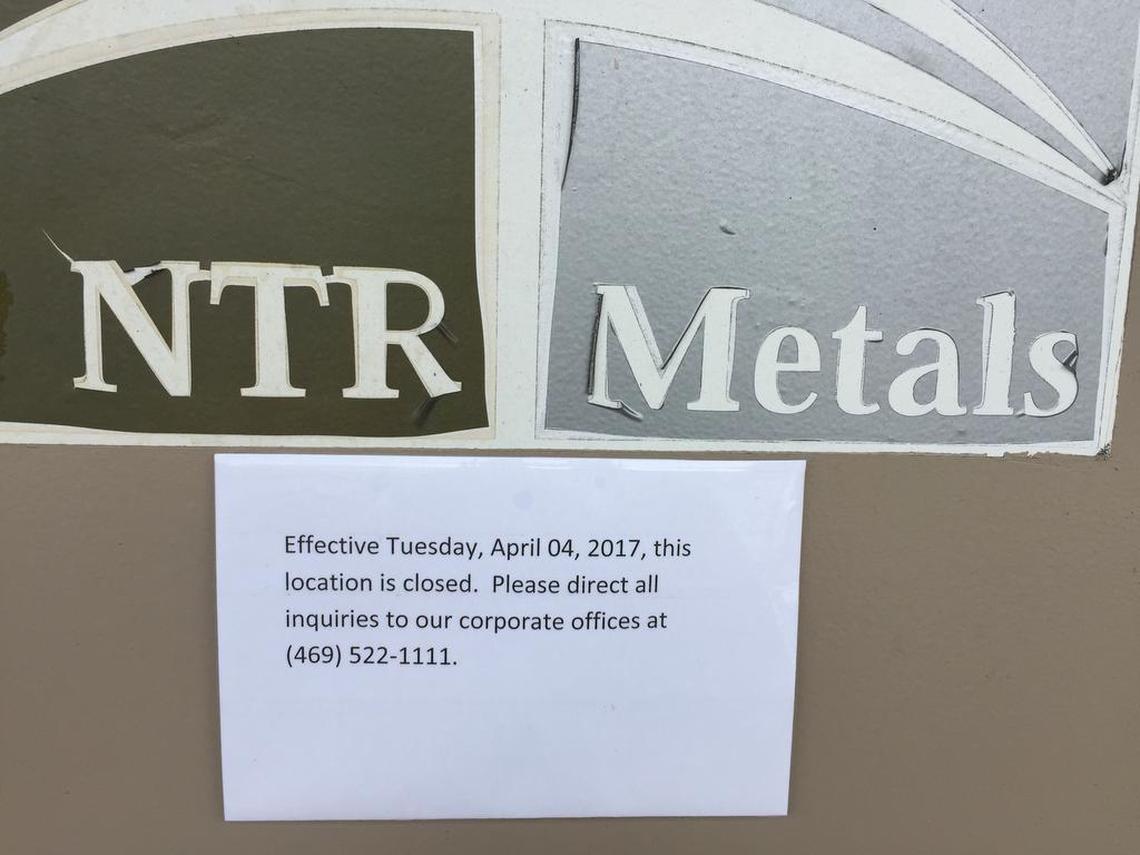 NTR Metals
Effective Tuesday, April 04, 2017, this
location is closed.  Please direct all
inquiries to our corporate offices at
(469) 522-1111.